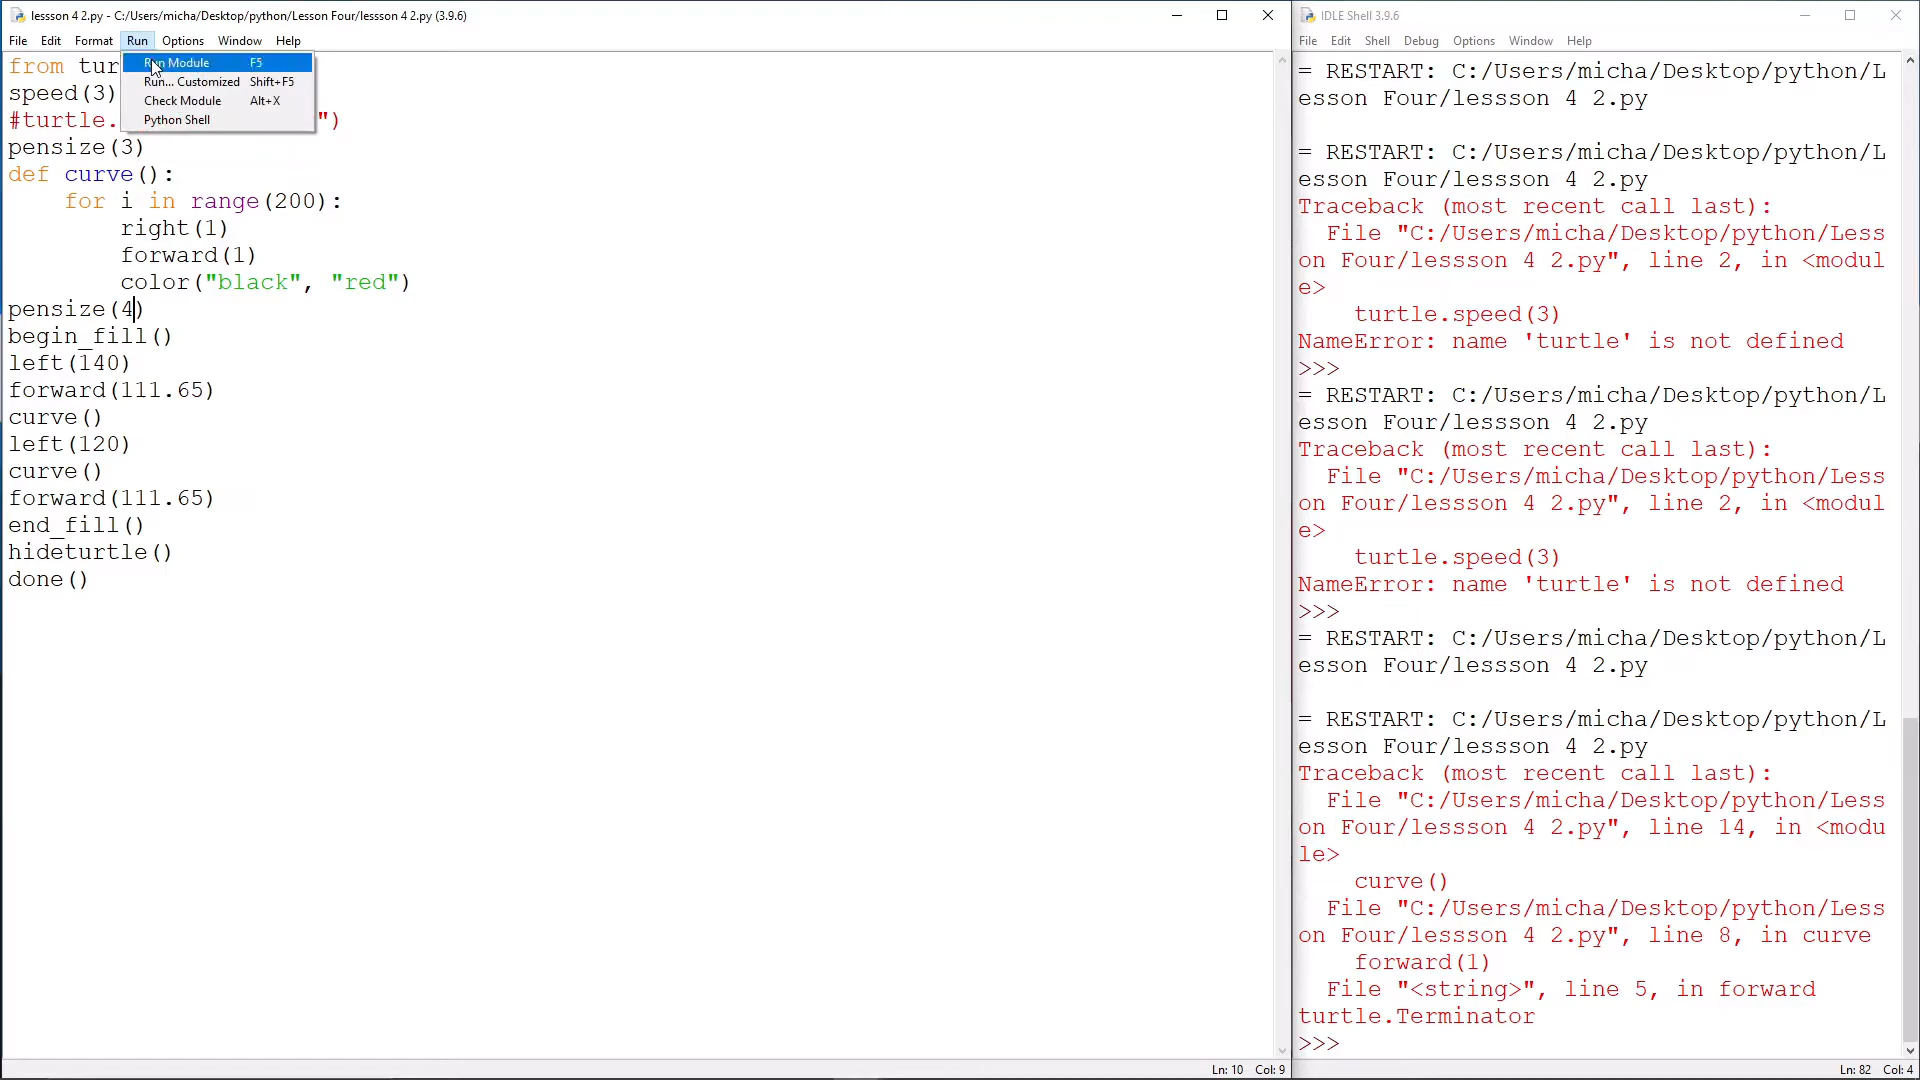 lessson 4 2.py - C:/Users/micha/Desktop/python/Lesson Four/lessson 4 2.py (3.9.6)
File Edit Format Run Options Window Help
Run Module F5
Run... Customized Shift+F5
Check Module Alt+X
Python Shell
from tur
speed(3)
#turtle. ")
pensize(3)
def curve():
for i in range(200):
right(1)
forward(1)
color("black", "red")
pensize(4)
begin_fill()
left(140)
forward(111.65)
curve()
left(120)
curve()
forward(111.65)
end_fill()
hideturtle()
done()
Ln: 10 Col: 9
IDLE Shell 3.9.6
File Edit Shell Debug Options Window Help
= RESTART: C:/Users/micha/Desktop/python/L
esson Four/lessson 4 2.py
= RESTART: C:/Users/micha/Desktop/python/L
esson Four/lessson 4 2.py
Traceback (most recent call last):
File "C:/Users/micha/Desktop/python/Less
on Four/lessson 4 2.py", line 2, in <modul
e>
turtle.speed(3)
NameError: name 'turtle' is not defined
>>>
= RESTART: C:/Users/micha/Desktop/python/L
esson Four/lessson 4 2.py
Traceback (most recent call last):
File "C:/Users/micha/Desktop/python/Less
on Four/lessson 4 2.py", line 2, in <modul
e>
turtle.speed(3)
NameError: name 'turtle' is not defined
>>>
= RESTART: C:/Users/micha/Desktop/python/L
esson Four/lessson 4 2.py
= RESTART: C:/Users/micha/Desktop/python/L
esson Four/lessson 4 2.py
Traceback (most recent call last):
File "C:/Users/micha/Desktop/python/Less
on Four/lessson 4 2.py", line 14, in <modu
le>
curve()
File "C:/Users/micha/Desktop/python/Less
on Four/lessson 4 2.py", line 8, in curve
forward(1)
File "<string>", line 5, in forward
turtle.Terminator
>>>
Ln: 82 Col: 4